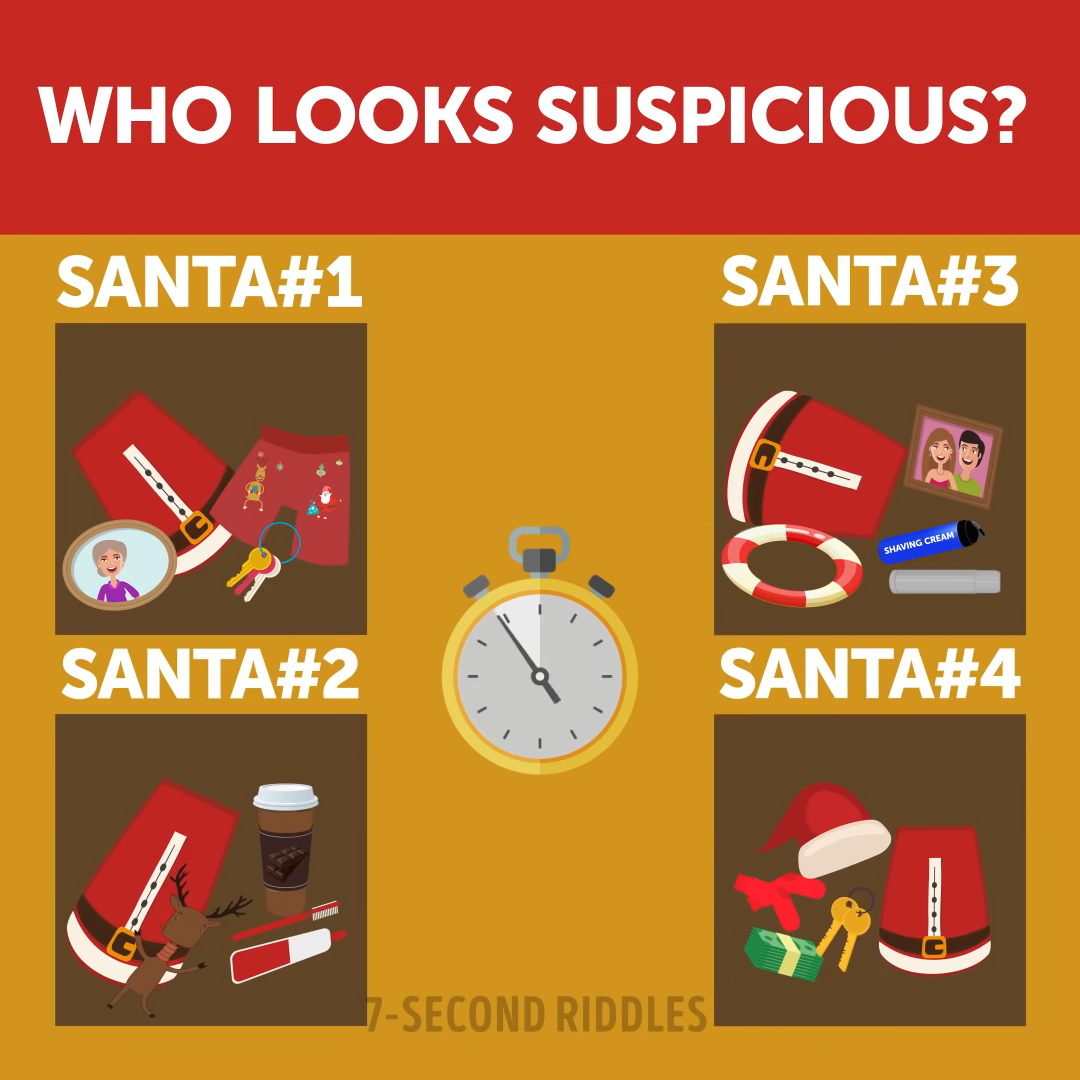 WHO LOOKS SUSPICIOUS?
SANTA#1
SANTA#3
SHAVING CREAM
SANTA#2
SANTA#4
7-SECOND RIDDLES